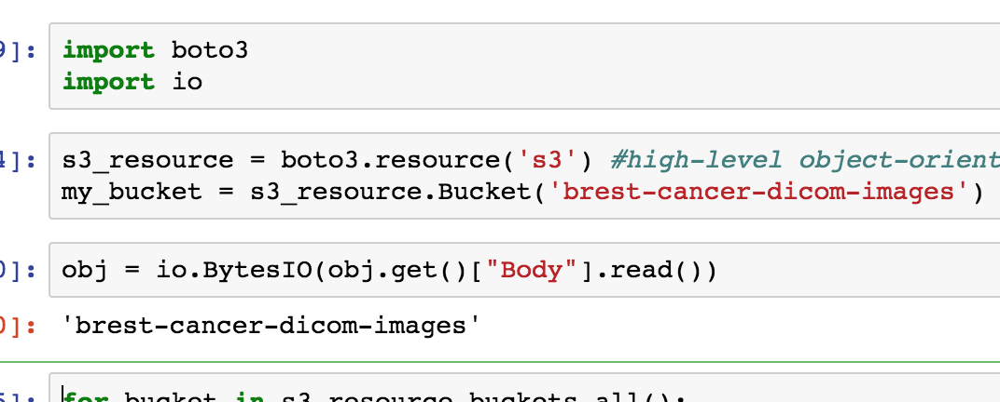 9]:
import boto3
import io
4]:
s3_resource = boto3.resource('s3') #high-level object-orient
my_bucket = s3_resource.Bucket('brest-cancer-dicom-images')
0]:
obj = io.BytesIO(obj.get()["Body"].read())
0]:
'brest-cancer-dicom-images'
5]:
for bucket in s3_resource.buckets.all():